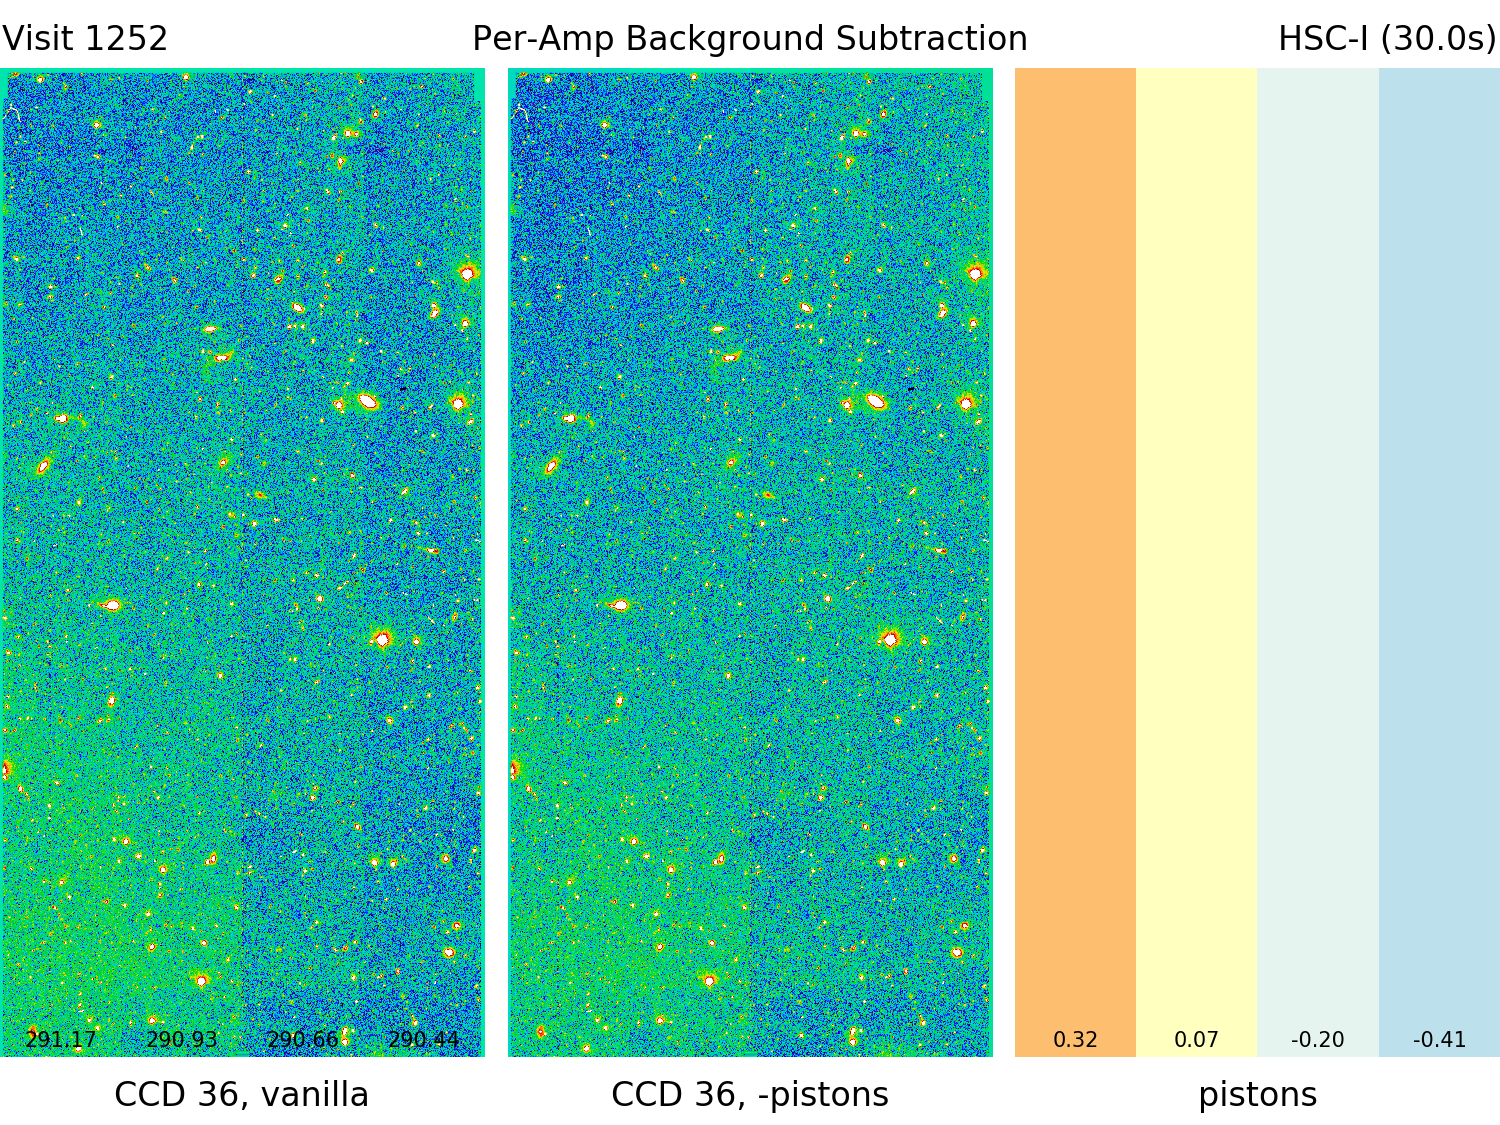 Visit 1252 Per-Amp Background Subtraction HSC-I (30.0s)
291.17 290.93 290.66 290.44 0.32 0.07 -0.20 -0.41
CCD 36, vanilla CCD 36, -pistons pistons